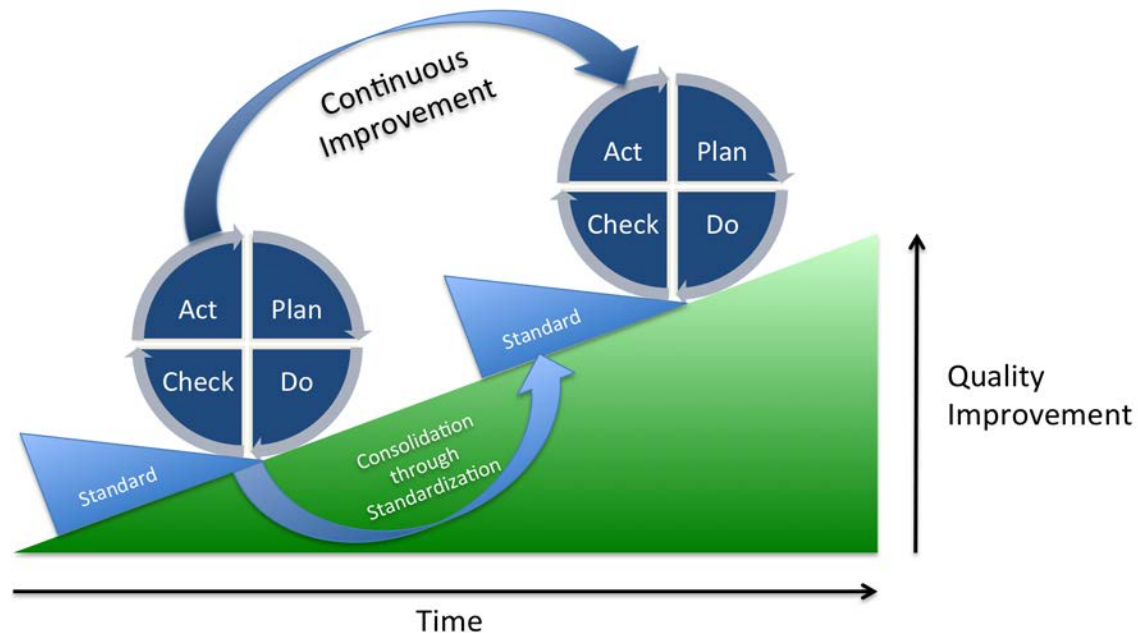 Continuous
Improvement
Act
Plan
Check
Do
Act
Plan
Check
Do
Standard
Standard
Consolidation
through
Standardization
Quality
Improvement
Time